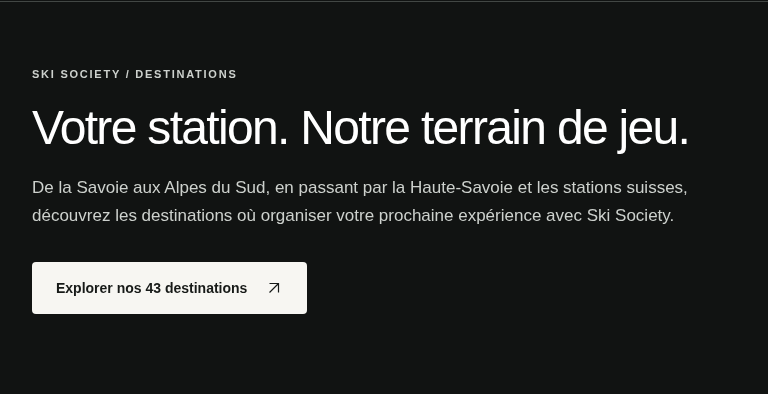 SKI SOCIETY / DESTINATIONS
Votre station. Notre terrain de jeu.
De la Savoie aux Alpes du Sud, en passant par la Haute-Savoie et les stations suisses,
découvrez les destinations où organiser votre prochaine expérience avec Ski Society.
Explorer nos 43 destinations